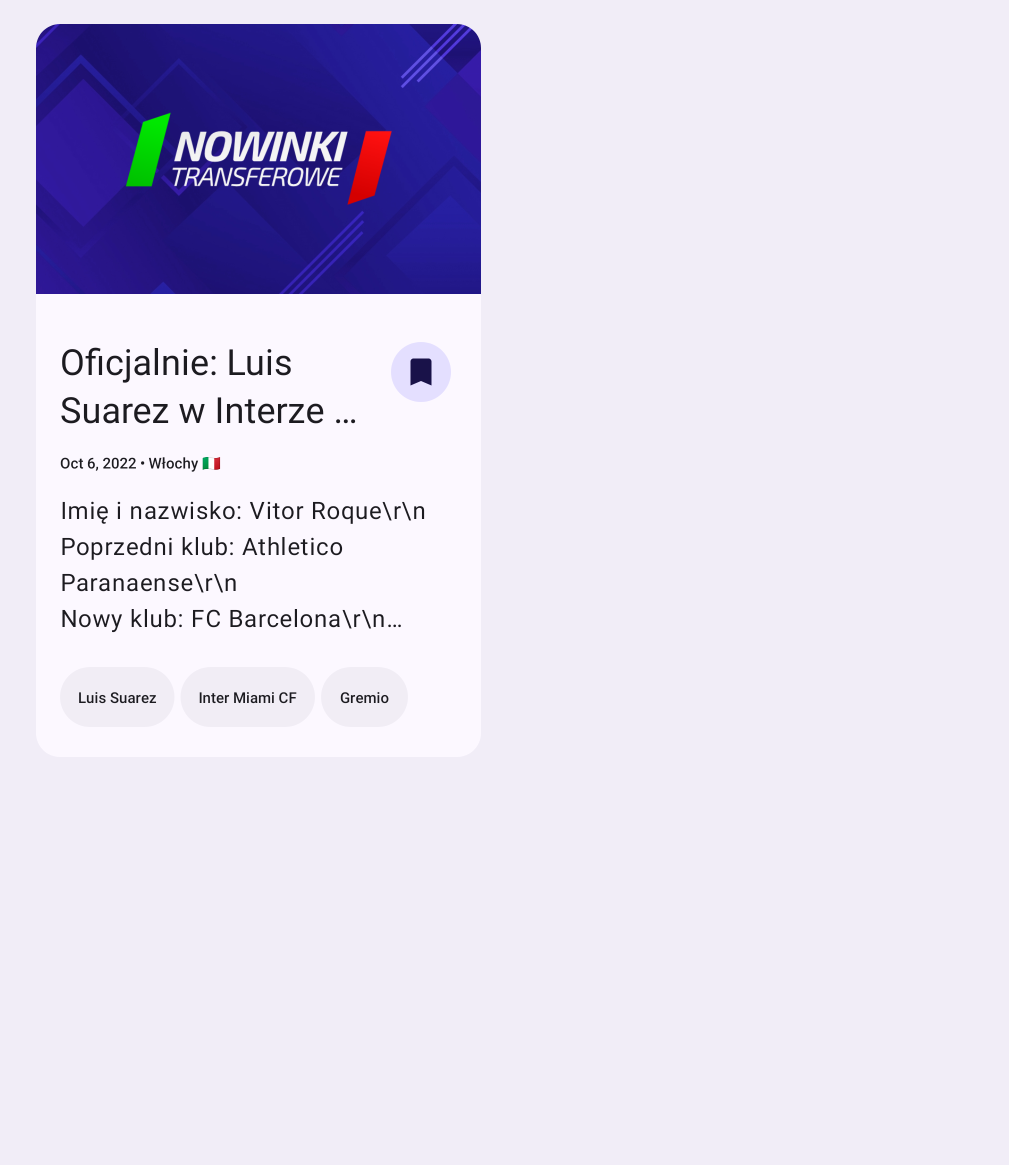 NOWINKI
TRANSFEROWE
Oficjalnie: Luis
Suarez w Interze ...
Oct 6, 2022 • Włochy 🇮🇹
Imię i nazwisko: Vitor Roque\r\n
Poprzedni klub: Athletico
Paranaense\r\n
Nowy klub: FC Barcelona\r\n...
Luis Suarez
Inter Miami CF
Gremio